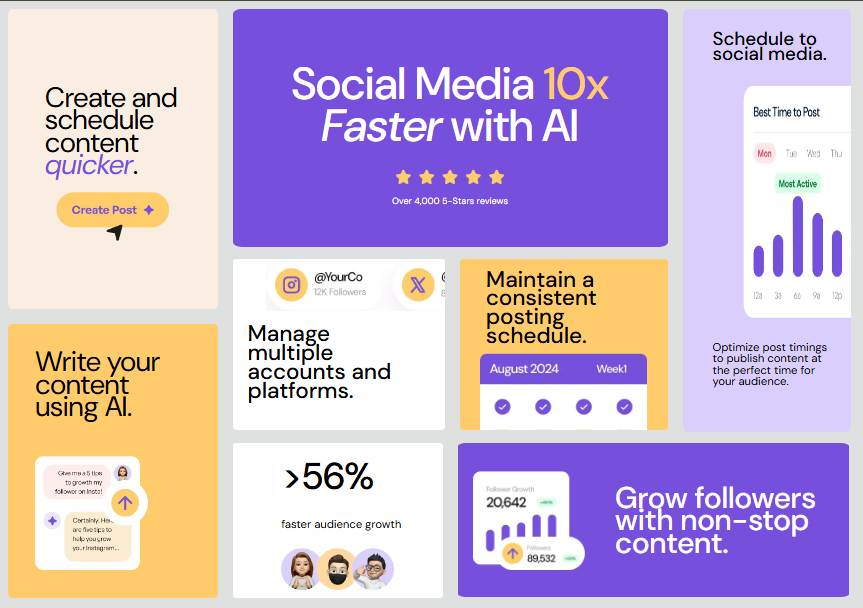 Create and
schedule
content
quicker.
Create Post
Social Media 10x
Faster with AI
Over 4,000 5-Stars reviews
Schedule to
social media.
Best Time to Post
Mon Tue Wed Thu
Most Active
12a 3a 6a 9a 12p
Optimize post timings
to publish content at
the perfect time for
your audience.
Write your
content
using AI.
Give me a 5 tips
to growth my
follower on Insta!
Certainly, Here
are five tips to
help you grow
your Instagram...
@YourCo
12K Followers
Manage
multiple
accounts and
platforms.
Maintain a
consistent
posting
schedule.
August 2024 Week1
>56%
faster audience growth
Follower Growth
20,642
Followers
89,532
Grow followers
with non-stop
content.